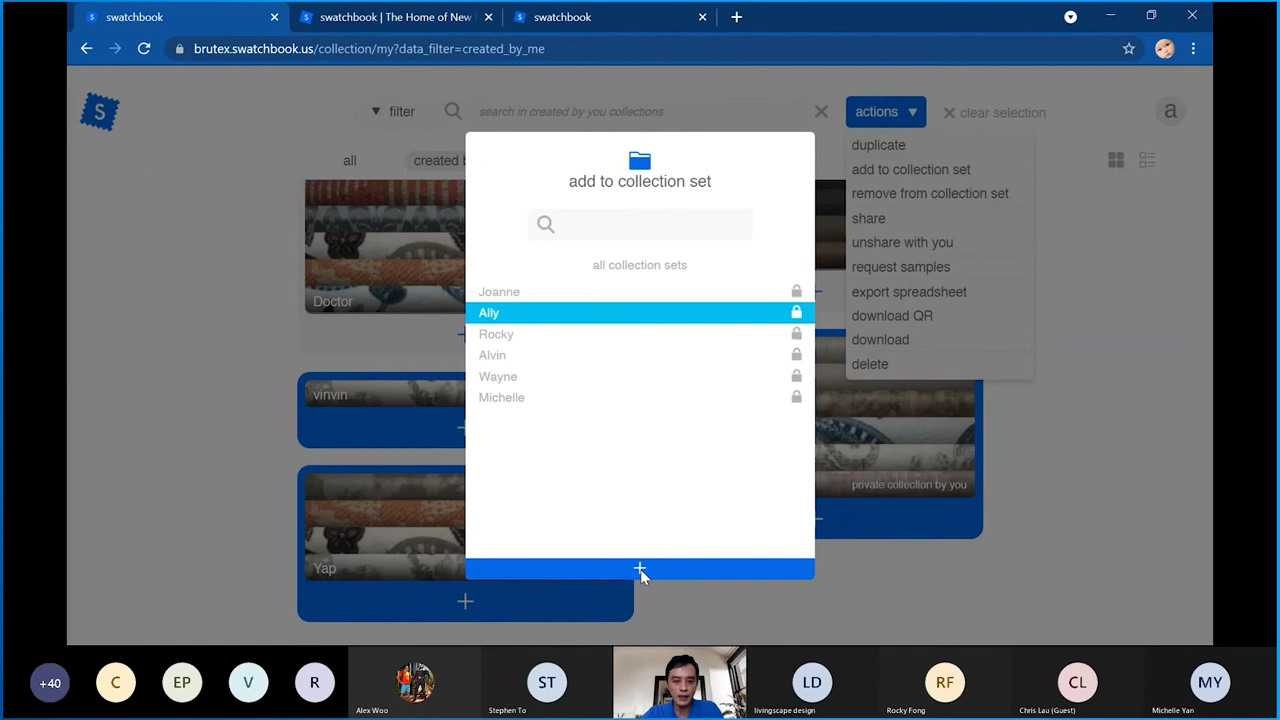 swatchbook
swatchbook | The Home of New
swatchbook
brutex.swatchbook.us/collection/my?data_filter=created_by_me
S
filter
search in created by you collections
actions
clear selection
a
all
created b
duplicate
add to collection set
remove from collection set
share
unshare with you
request samples
export spreadsheet
download QR
download
delete
add to collection set
all collection sets
Joanne
Ally
Rocky
Alvin
Wayne
Michelle
Doctor
vinvin
Yap
private collection by you
+40
C
EP
V
R
Alex Woo
ST
Stephen To
LD
livingscape design
RF
Rocky Fong
CL
Chris Lau (Guest)
MY
Michelle Yan